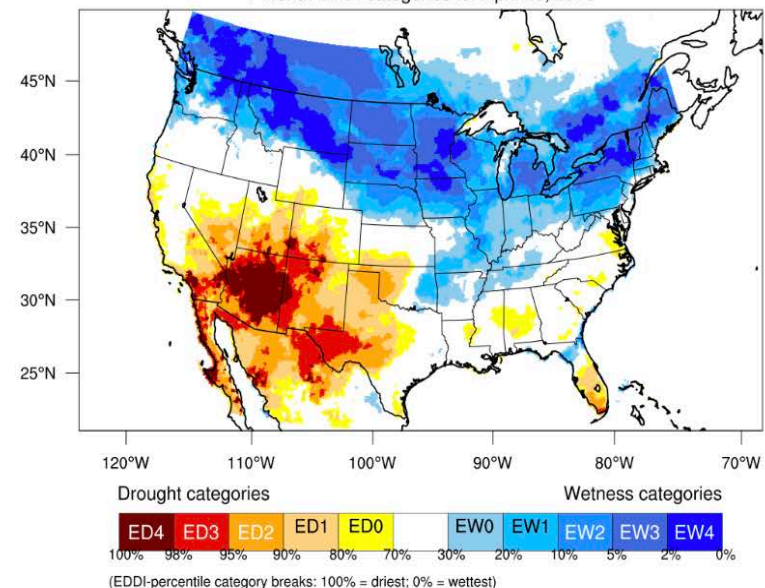 45°N
40°N
35°N
30°N
25°N
120°W 110°W 100°W 90°W 80°W 70°W
Drought categories Wetness categories
ED4 ED3 ED2 ED1 ED0 EW0 EW1 EW2 EW3 EW4
100% 98% 95% 90% 80% 70% 30% 20% 10% 5% 2% 0%
(EDDI-percentile category breaks: 100% = driest; 0% = wettest)